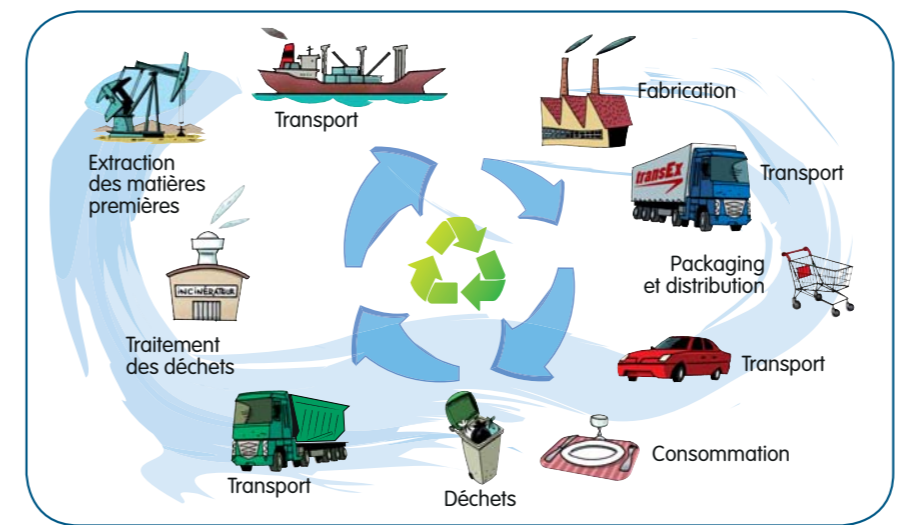 Transport
Fabrication
Extraction
des matières
premières
transEx
Transport
INCINÉRATEUR
Packaging
et distribution
Traitement
des déchets
Transport
Consommation
Transport
Déchets